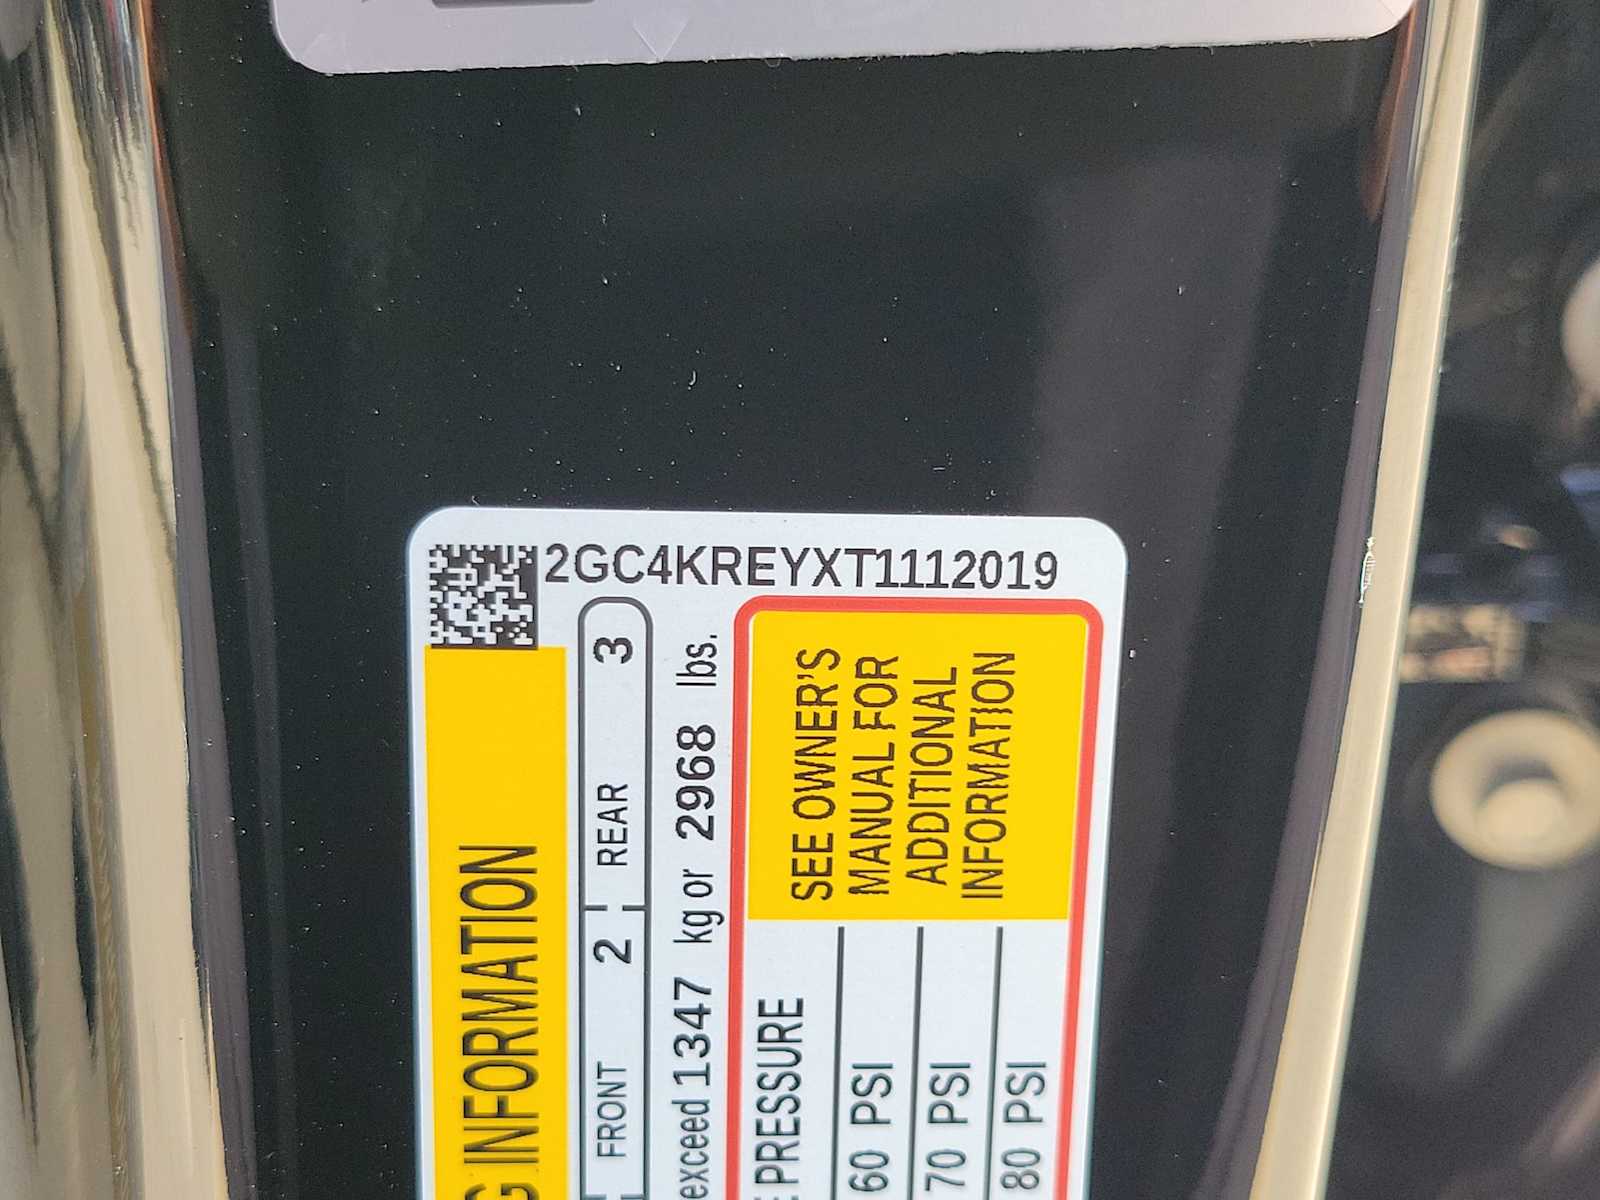 2GC4KREYXT1112019
INFORMATION
FRONT 2 REAR 3
exceed 1347 kg or 2968 lbs.
PRESSURE
60 PSI
70 PSI
80 PSI
SEE OWNER'S
MANUAL FOR
ADDITIONAL
INFORMATION